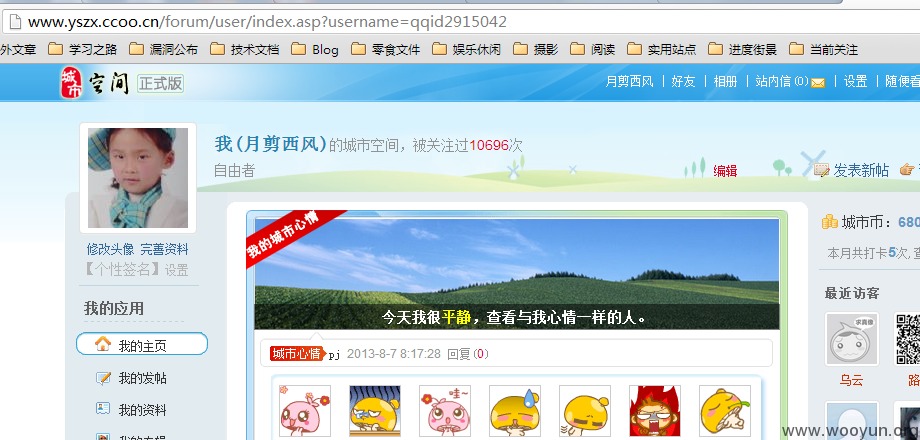 www.yszx.ccoo.cn/forum/user/index.asp?username=qqid2915042
外文章 学习之路 漏洞公布 技术文档 Blog 零食文件 娱乐休闲 摄影 阅读 实用站点 进度街景 当前关注
城市空间 正式版 月剪西风 | 好友 | 相册 | 站内信(0) | 设置 | 随便看
我(月剪西风)的城市空间，被关注过10696次
自由者 编辑 发表新帖
我的城市心情
城市币：680
本月共打卡5次,查
修改头像 完善资料
【个性签名】设置
最近访客
我的应用
今天我很平静，查看与我心情一样的人。
我的主页
城市心情 pj 2013-8-7 8:17:28 回复(0)
求真像
我的发帖
乌云 路
哇~
我的资料
www.wooyun.org